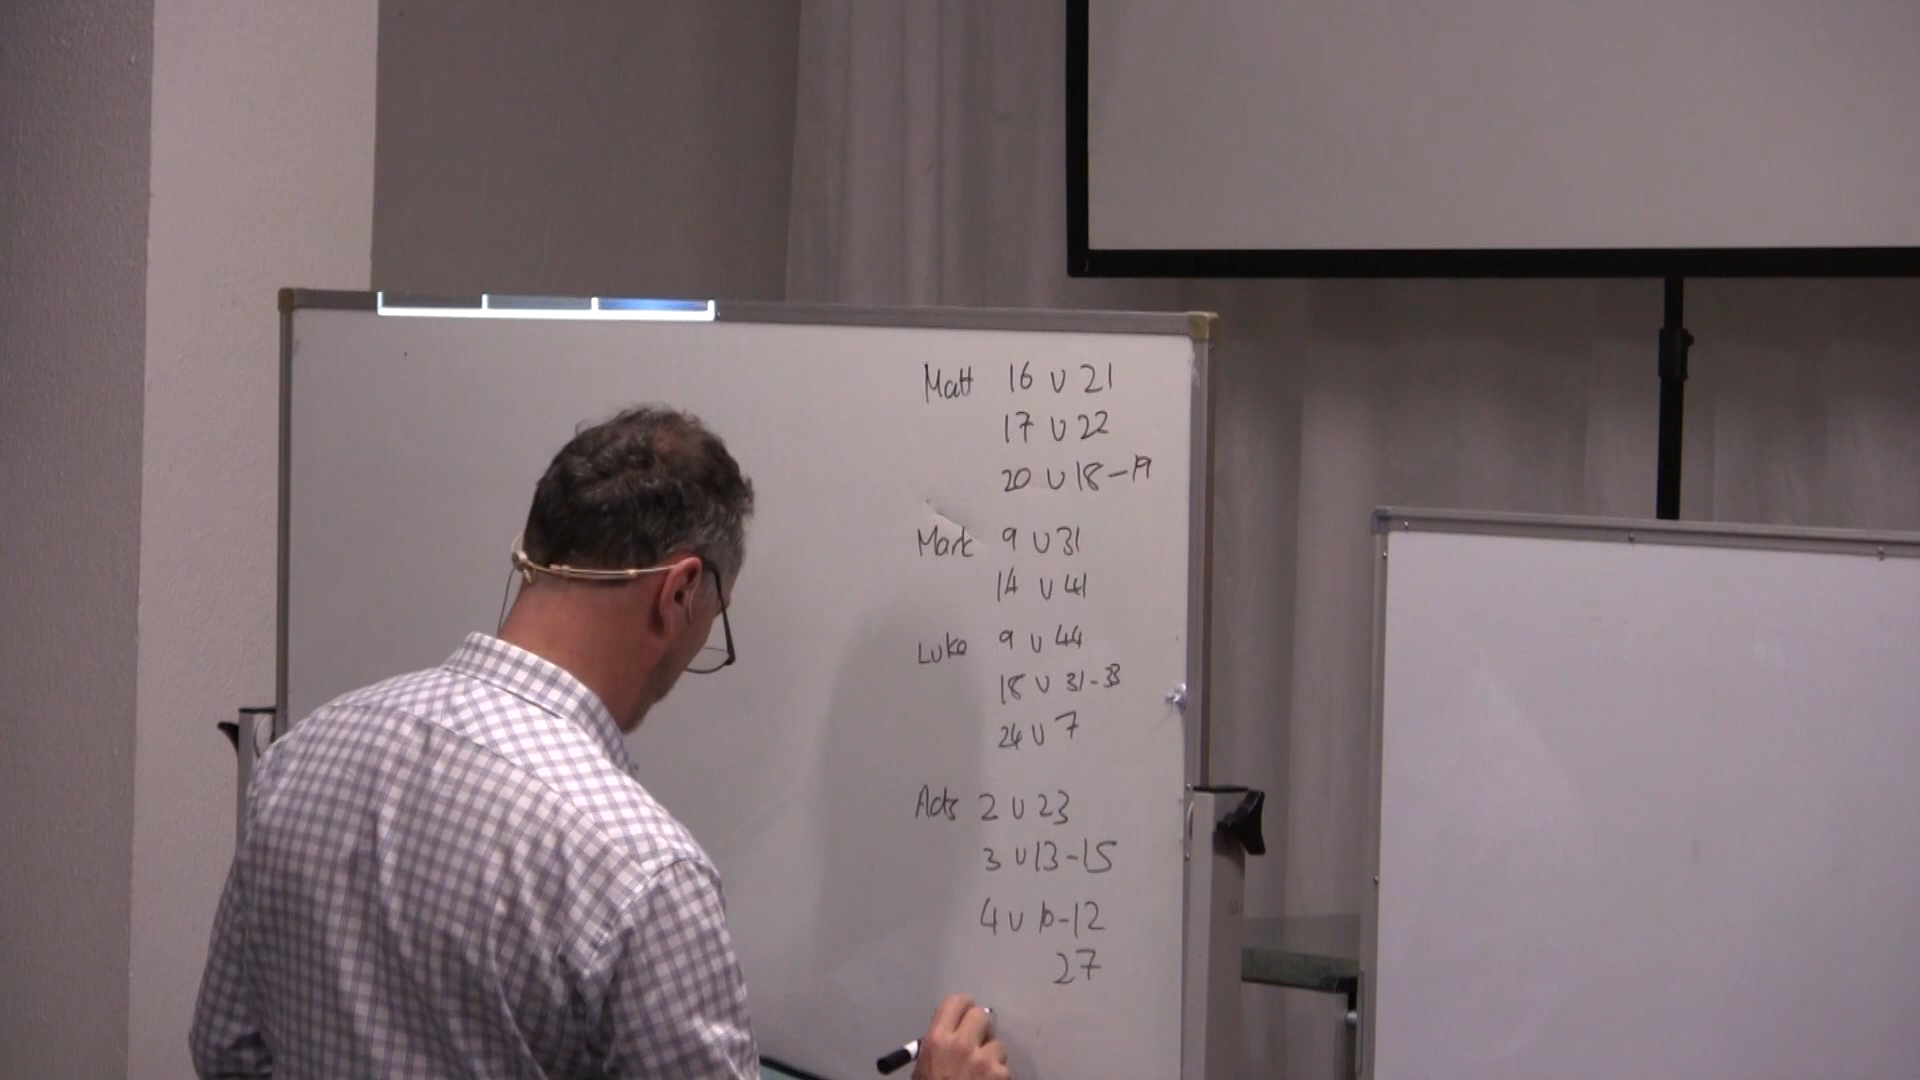 Matt 16 v 21
17 v 22
20 v 18-19
Mark 9 v 31
14 v 41
Luke 9 v 44
18 v 31-33
24 v 7
Acts 2 v 23
3 v 13-15
4 v 10-12
27